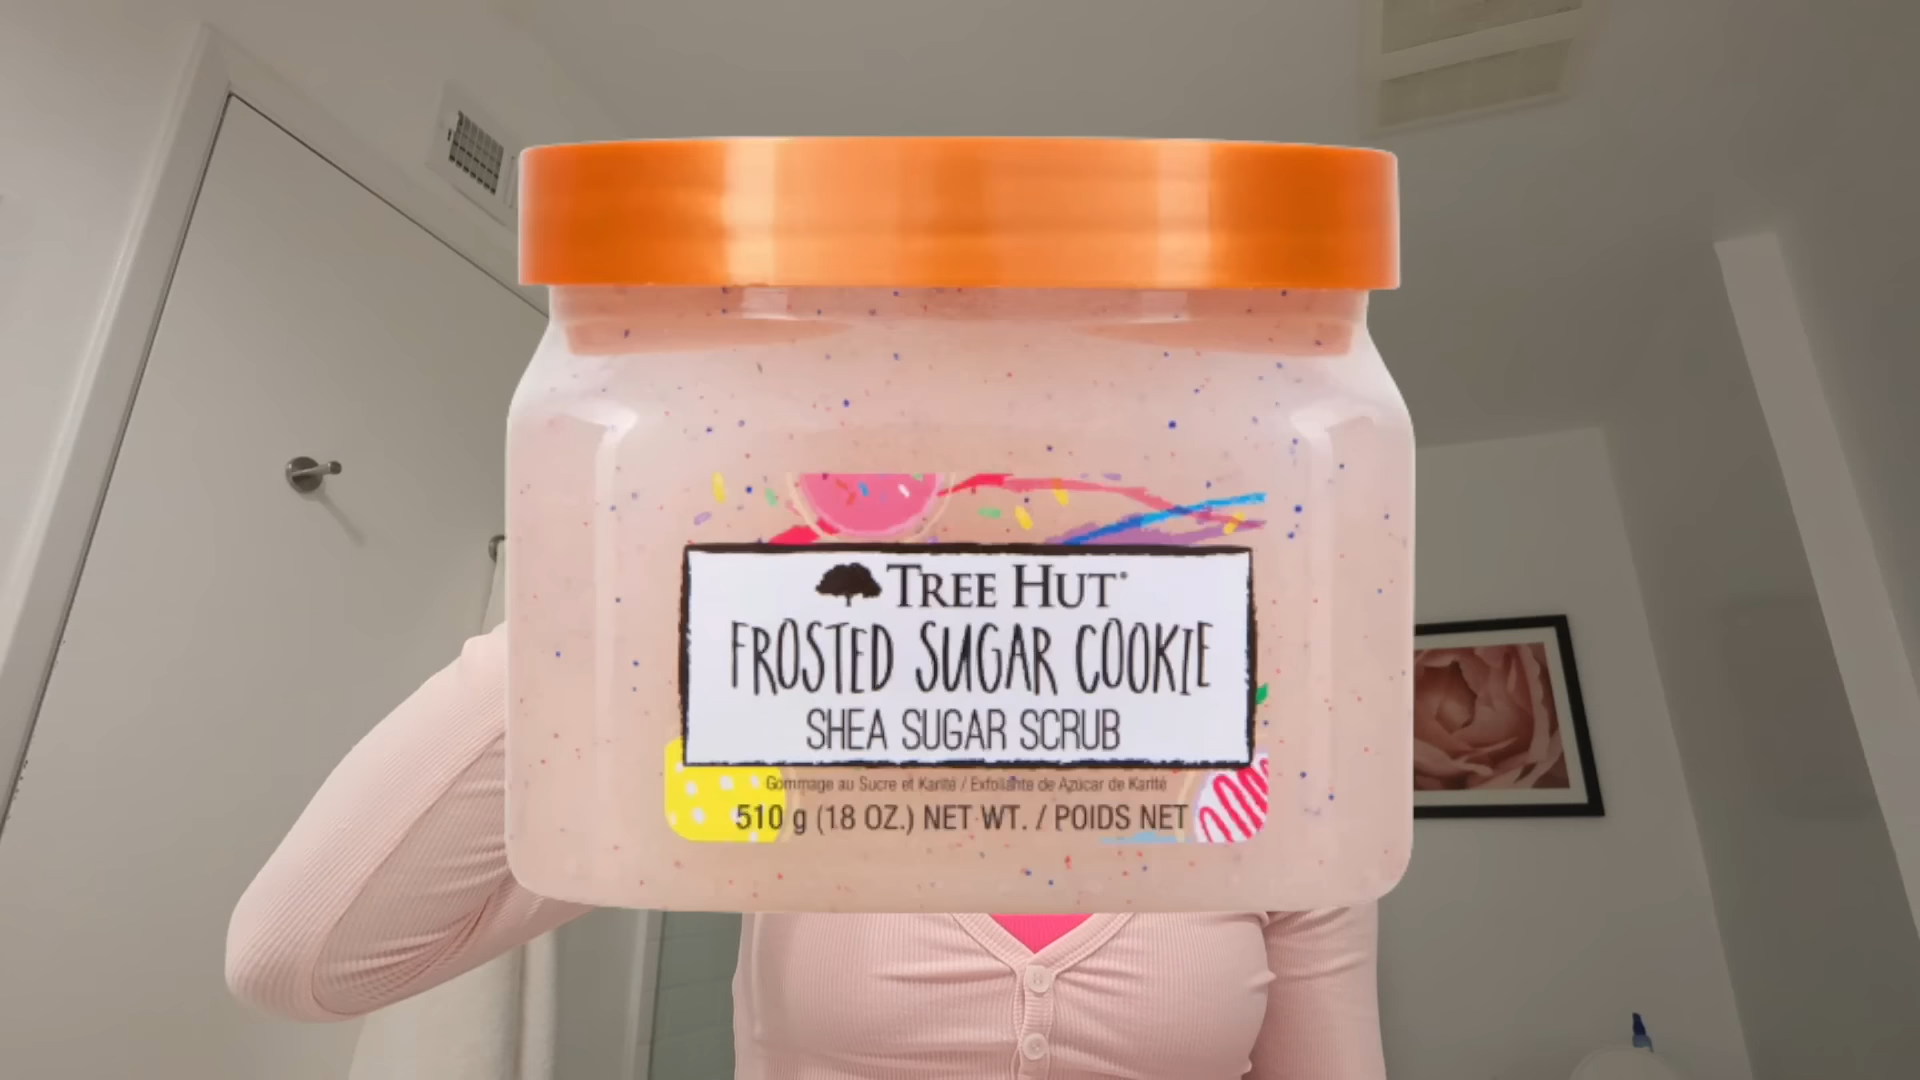 TREE HUT®
FROSTED SUGAR COOKIE
SHEA SUGAR SCRUB
Gommage au Sucre et Karité / Exfoliante de Azúcar de Karité
510 g (18 OZ.) NET WT. / POIDS NET